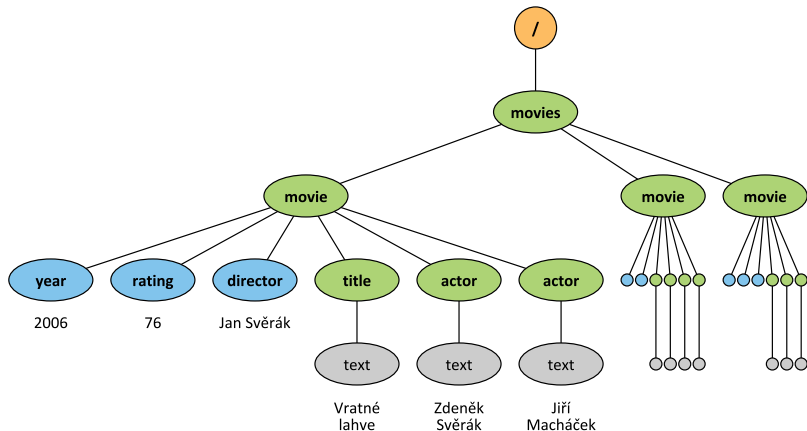 /
movies
movie
movie
movie
year
rating
director
title
actor
actor
2006
76
Jan Svěrák
text
text
text
Vratné
lahve
Zdeněk
Svěrák
Jiří
Macháček